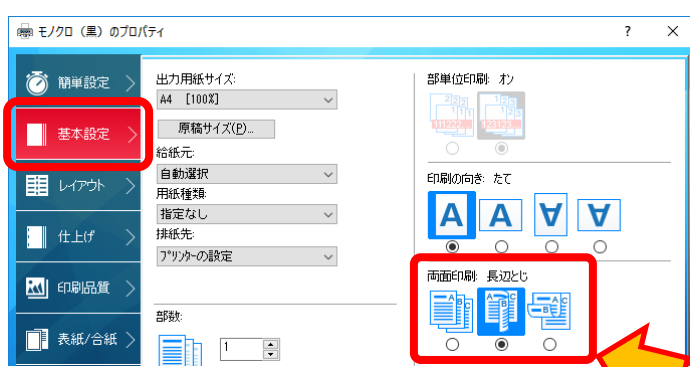 モノクロ（黒）のプロパティ
簡単設定
基本設定
レイアウト
仕上げ
印刷品質
表紙/合紙
出力用紙サイズ:
A4 [100%]
原稿サイズ(P)...
給紙元:
自動選択
用紙種類:
指定なし
排紙先:
プリンターの設定
部数:
1
部単位印刷: オン
111222...
123123...
印刷の向き: たて
A A A A
両面印刷: 長辺とじ
A B C
A B C
A B C